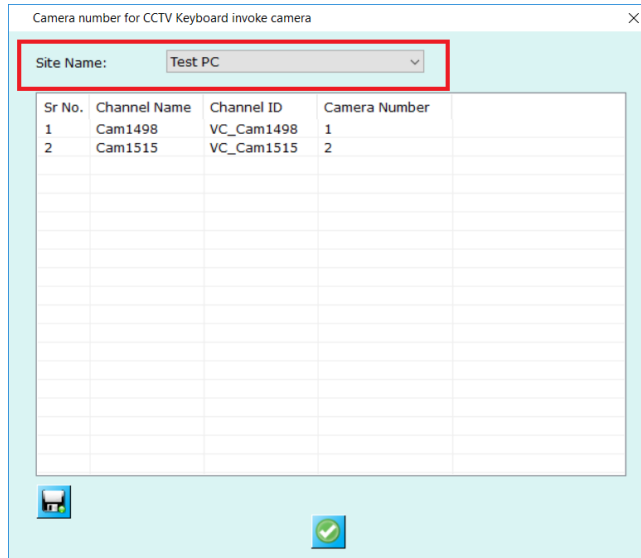 Camera number for CCTV Keyboard invoke camera
Site Name: Test PC
Sr No. Channel Name Channel ID Camera Number
1 Cam1498 VC_Cam1498 1
2 Cam1515 VC_Cam1515 2